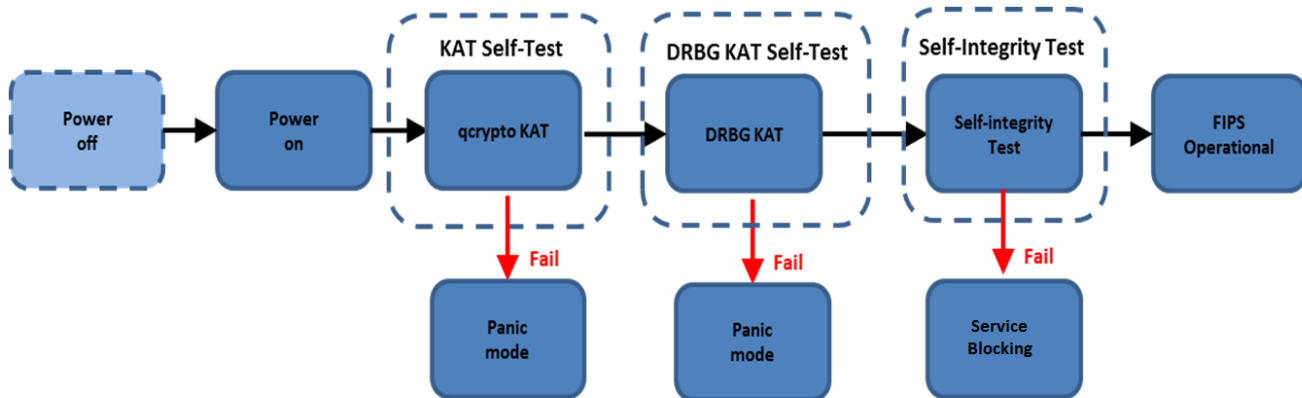 KAT Self-Test
DRBG KAT Self-Test
Self-Integrity Test
Power
off
Power
on
qcrypto KAT
DRBG KAT
Self-integrity
Test
FIPS
Operational
Fail
Fail
Fail
Panic
mode
Panic
mode
Service
Blocking